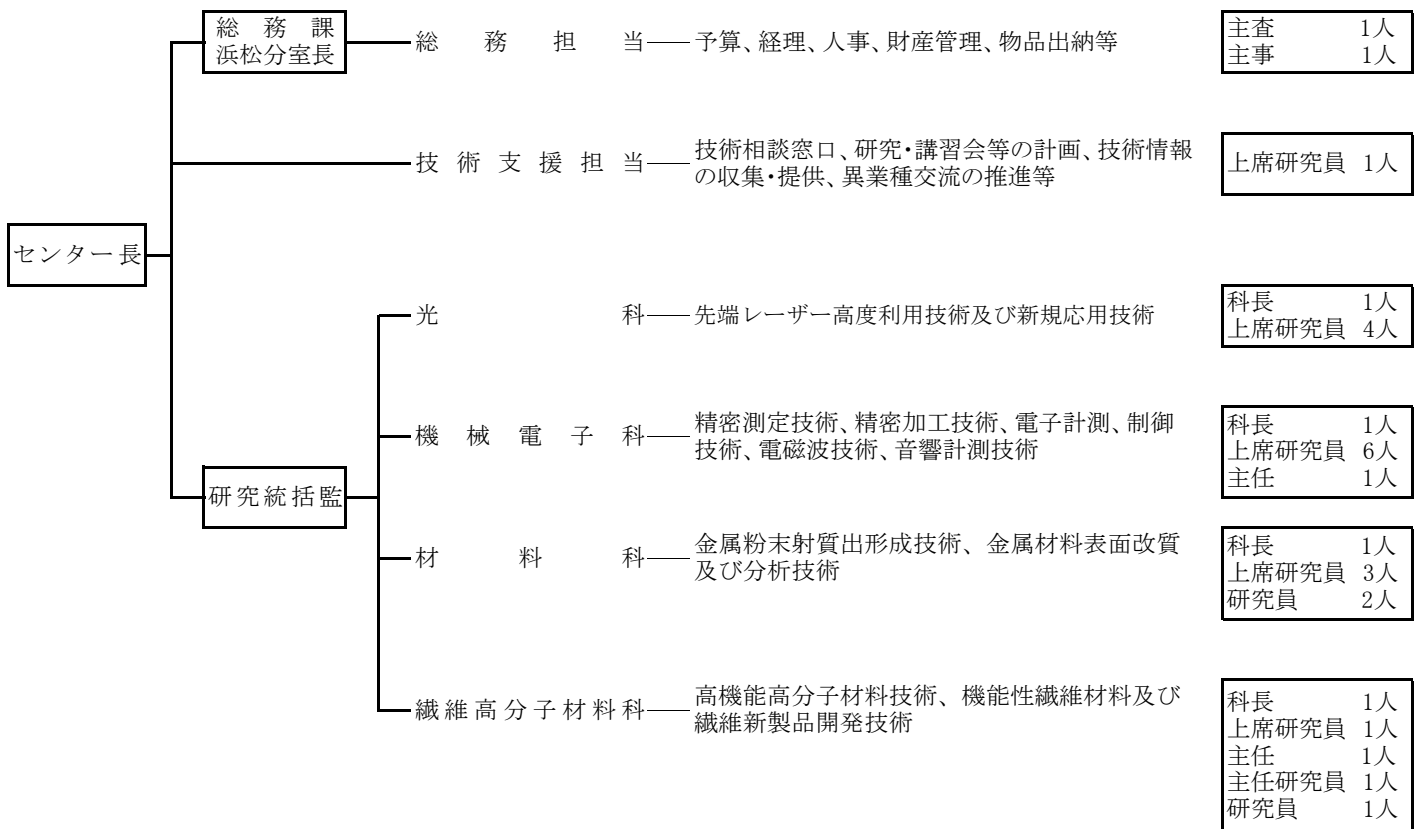 総務課
浜松分室長
総務担当
予算、経理、人事、財産管理、物品出納等
主査 1人
主事 1人
技術支援担当
技術相談窓口、研究・講習会等の計画、技術情報
の収集・提供、異業種交流の推進等
上席研究員 1人
センター長
光科
先端レーザー高度利用技術及び新規応用技術
科長 1人
上席研究員 4人
機械電子科
精密測定技術、精密加工技術、電子計測、制御
技術、電磁波技術、音響計測技術
科長 1人
上席研究員 6人
主任 1人
研究統括監
材料科
金属粉末射質出形成技術、金属材料表面改質
及び分析技術
科長 1人
上席研究員 3人
研究員 2人
繊維高分子材料科
高機能高分子材料技術、機能性繊維材料及び
繊維新製品開発技術
科長 1人
上席研究員 1人
主任 1人
主任研究員 1人
研究員 1人